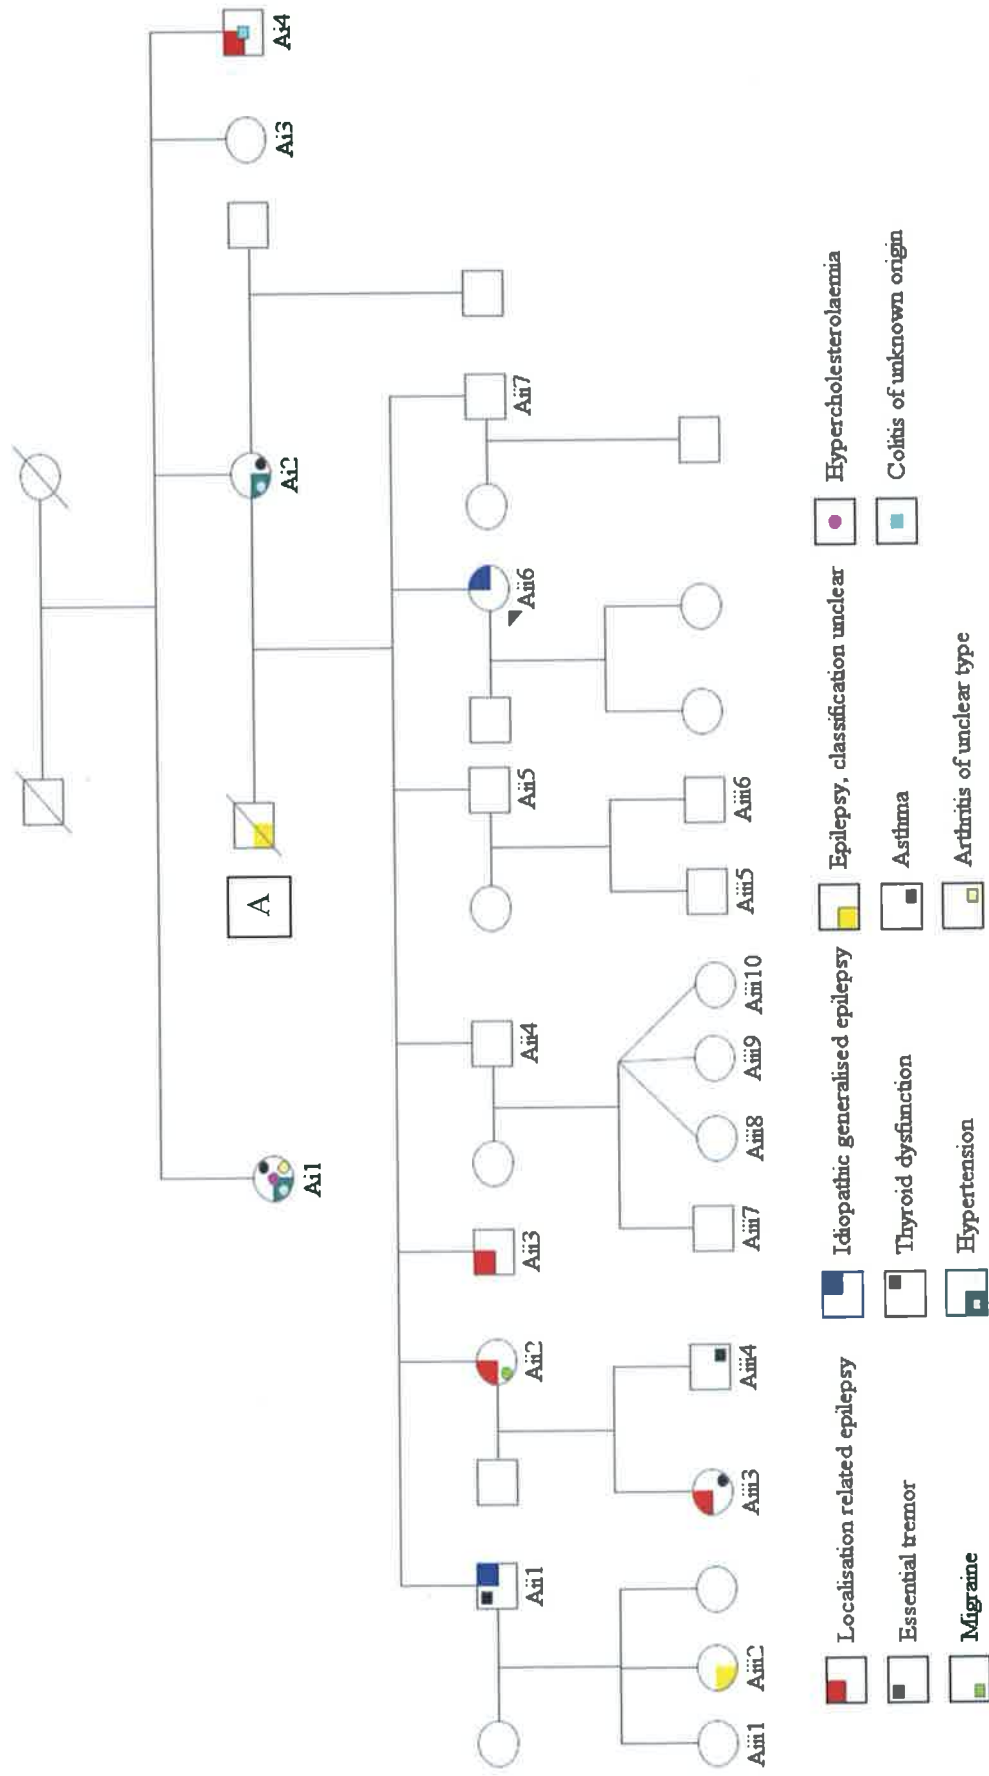 A
Ai1
Ai2
Ai3
Ai4
Aii1
Aii2
Aii3
Aii4
Aii5
Aii6
Aii7
Aiii1
Aiii2
Aiii3
Aiii4
Aiii7
Aiii8
Aiii9
Aiii10
Aiii5
Aiii6
Localisation related epilepsy
Idiopathic generalised epilepsy
Epilepsy, classification unclear
Hypercholesterolaemia
Essential tremor
Thyroid dysfunction
Asthma
Colitis of unknown origin
Migraine
Hypertension
Arthritis of unclear type